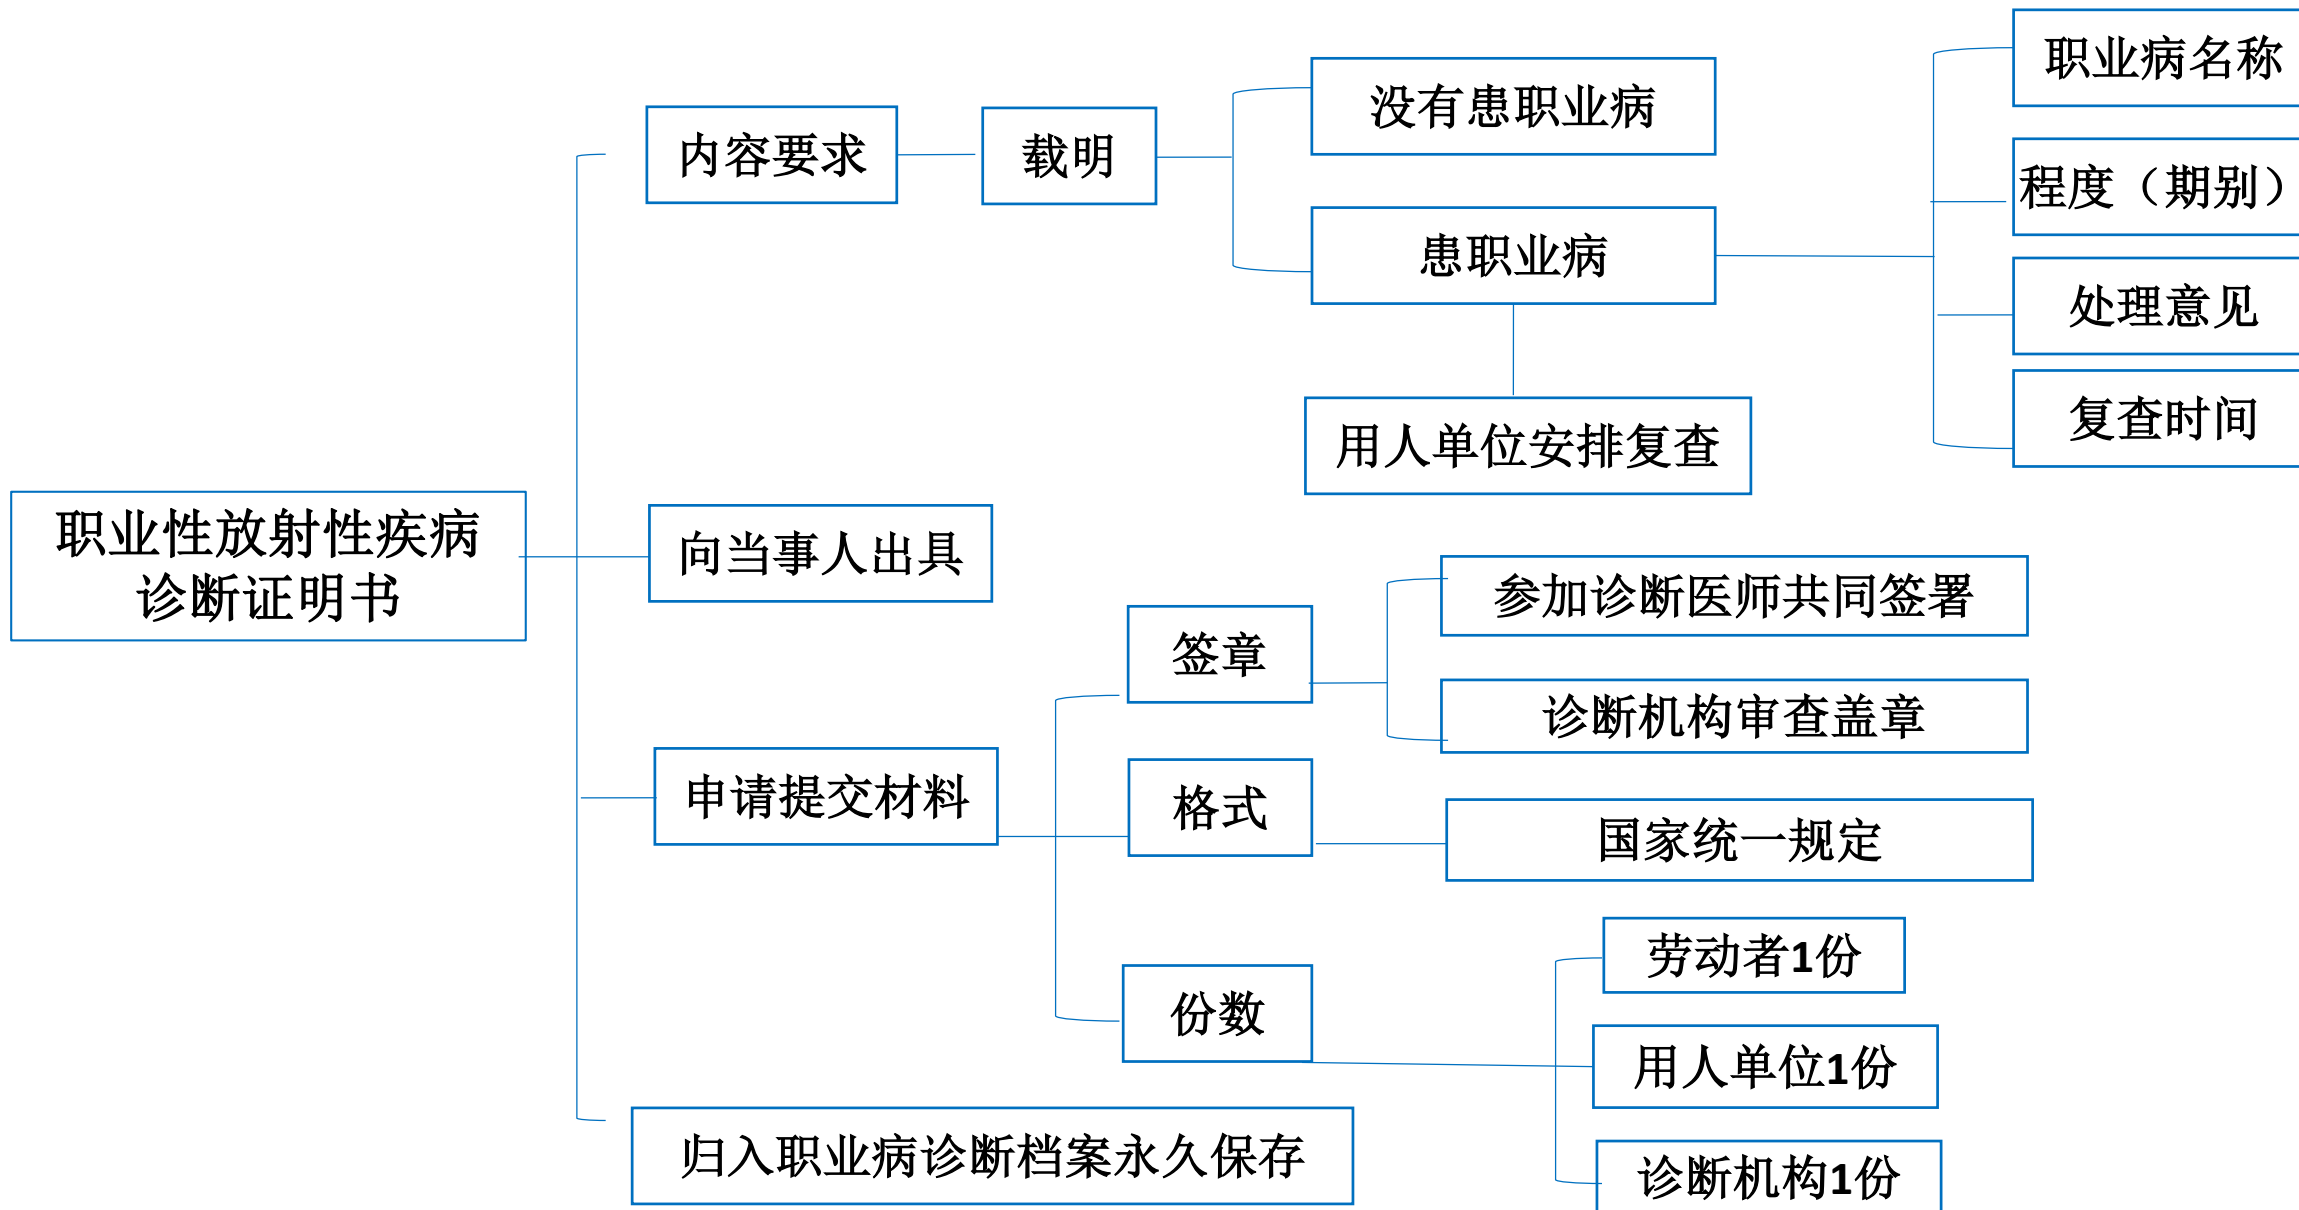 职业性放射性疾病
诊断证明书
内容要求
载明
没有患职业病
患职业病
用人单位安排复查
职业病名称
程度（期别）
处理意见
复查时间
向当事人出具
申请提交材料
签章
参加诊断医师共同签署
诊断机构审查盖章
格式
国家统一规定
份数
劳动者1份
用人单位1份
诊断机构1份
归入职业病诊断档案永久保存